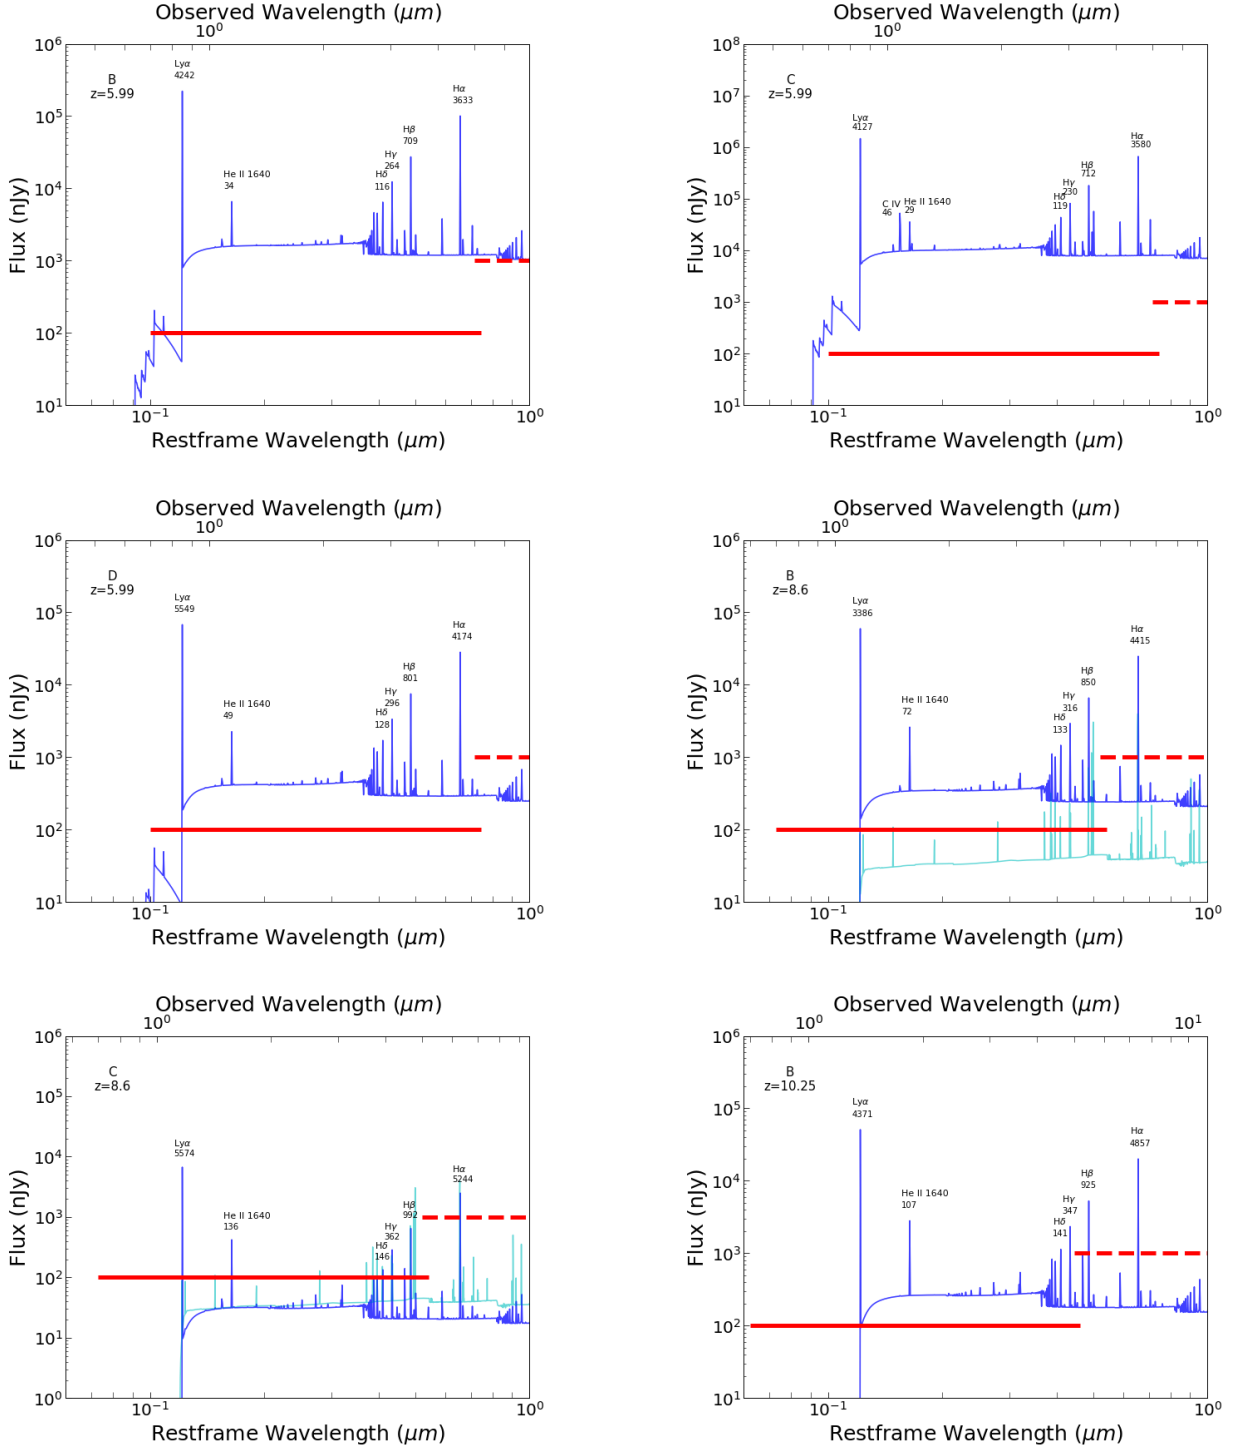 Observed Wavelength (μm)
10⁰
10⁶
10⁵
10⁴
10³
10²
10¹
Flux (nJy)
B
z=5.99
Lyα
4242
He II 1640
34
Hδ
116
Hγ
264
Hβ
709
Hα
3633
10⁻¹
10⁰
Restframe Wavelength (μm)
Observed Wavelength (μm)
10⁰
10⁸
10⁷
10⁶
10⁵
10⁴
10³
10²
10¹
Flux (nJy)
C
z=5.99
Lyα
4127
C IV
46
He II 1640
29
Hδ
119
Hγ
230
Hβ
712
Hα
3580
10⁻¹
10⁰
Restframe Wavelength (μm)
Observed Wavelength (μm)
10⁰
10⁶
10⁵
10⁴
10³
10²
10¹
Flux (nJy)
D
z=5.99
Lyα
5549
He II 1640
49
Hδ
128
Hγ
296
Hβ
801
Hα
4174
10⁻¹
10⁰
Restframe Wavelength (μm)
Observed Wavelength (μm)
10⁰
10⁶
10⁵
10⁴
10³
10²
10¹
Flux (nJy)
B
z=8.6
Lyα
3386
He II 1640
72
Hδ
133
Hγ
316
Hβ
850
Hα
4415
10⁻¹
10⁰
Restframe Wavelength (μm)
Observed Wavelength (μm)
10⁰
10⁶
10⁵
10⁴
10³
10²
10¹
10⁰
Flux (nJy)
C
z=8.6
Lyα
5574
He II 1640
136
Hδ
146
Hγ
362
Hβ
992
Hα
5244
10⁻¹
10⁰
Restframe Wavelength (μm)
Observed Wavelength (μm)
10⁰
10¹
10⁶
10⁵
10⁴
10³
10²
10¹
Flux (nJy)
B
z=10.25
Lyα
4371
He II 1640
107
Hδ
141
Hγ
347
Hβ
925
Hα
4857
10⁻¹
10⁰
Restframe Wavelength (μm)